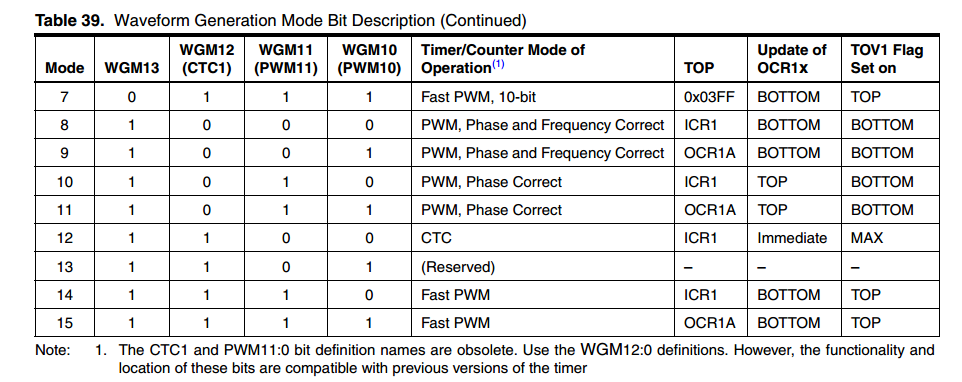 Table 39. Waveform Generation Mode Bit Description (Continued)
Mode WGM13 WGM12 (CTC1) WGM11 (PWM11) WGM10 (PWM10) Timer/Counter Mode of Operation(1) TOP Update of OCR1x TOV1 Flag Set on
7 0 1 1 1 Fast PWM, 10-bit 0x03FF BOTTOM TOP
8 1 0 0 0 PWM, Phase and Frequency Correct ICR1 BOTTOM BOTTOM
9 1 0 0 1 PWM, Phase and Frequency Correct OCR1A BOTTOM BOTTOM
10 1 0 1 0 PWM, Phase Correct ICR1 TOP BOTTOM
11 1 0 1 1 PWM, Phase Correct OCR1A TOP BOTTOM
12 1 1 0 0 CTC ICR1 Immediate MAX
13 1 1 0 1 (Reserved) – – –
14 1 1 1 0 Fast PWM ICR1 BOTTOM TOP
15 1 1 1 1 Fast PWM OCR1A BOTTOM TOP
Note: 1. The CTC1 and PWM11:0 bit definition names are obsolete. Use the WGM12:0 definitions. However, the functionality and
location of these bits are compatible with previous versions of the timer